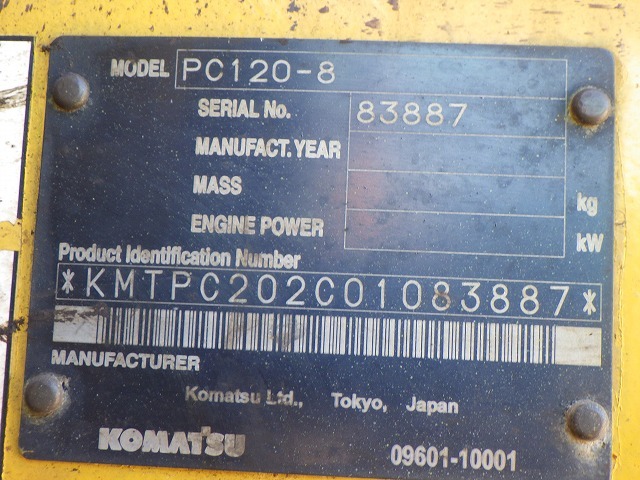 MODEL PC120-8
SERIAL No. 83887
MANUFACT. YEAR
MASS kg
ENGINE POWER kW
Product Identification Number
*KMTPC202C01083887*
MANUFACTURER
Komatsu Ltd., Tokyo, Japan
KOMATSU 09601-10001